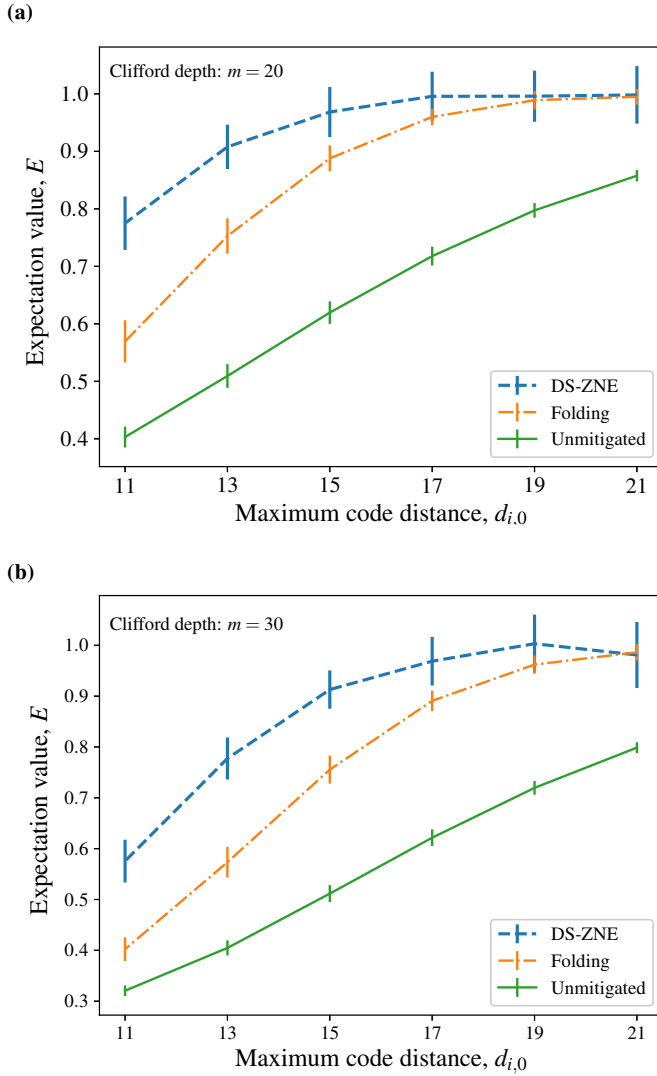 (a)
Clifford depth: m = 20
Expectation value, E
1.0
0.9
0.8
0.7
0.6
0.5
0.4
DS-ZNE
Folding
Unmitigated
11 13 15 17 19 21
Maximum code distance, d_{i,0}
(b)
Clifford depth: m = 30
Expectation value, E
1.0
0.9
0.8
0.7
0.6
0.5
0.4
0.3
DS-ZNE
Folding
Unmitigated
11 13 15 17 19 21
Maximum code distance, d_{i,0}